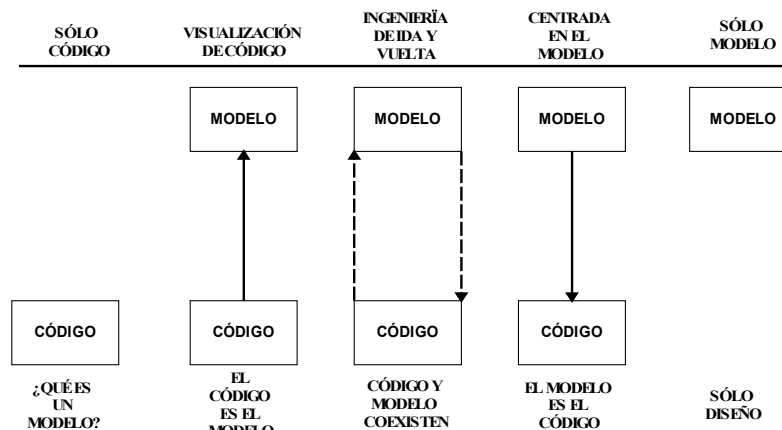 SÓLO
CÓDIGO
VISUALIZACIÓN
DE CÓDIGO
INGENIERÏA
DE IDA Y
VUELTA
CENTRADA
EN EL
MODELO
SÓLO
MODELO
MODELO
MODELO
MODELO
MODELO
CÓDIGO
CÓDIGO
CÓDIGO
CÓDIGO
¿QUÉ ES
UN
MODELO?
EL
CÓDIGO
ES EL
MODELO
CÓDIGO Y
MODELO
COEXISTEN
EL MODELO
ES EL
CÓDIGO
SÓLO
DISEÑO